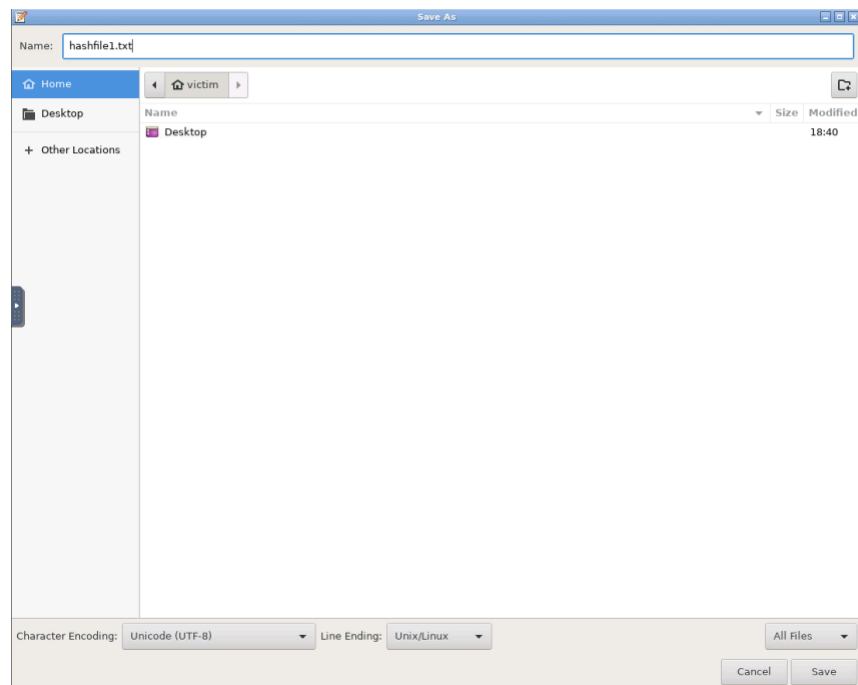 Save As
Name: hashfile1.txt
Home
victim
Desktop
Name Size Modified
Desktop 18:40
+ Other Locations
Character Encoding: Unicode (UTF-8) Line Ending: Unix/Linux All Files
Cancel Save